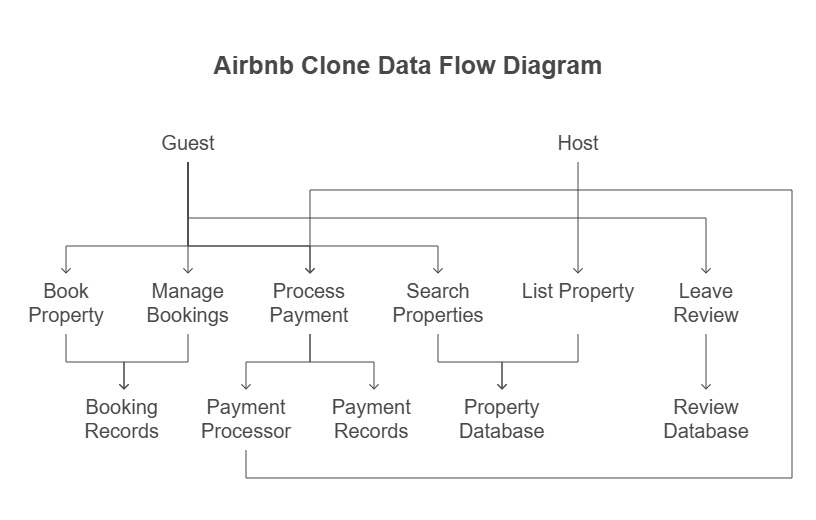 Airbnb Clone Data Flow Diagram
Guest
Host
Book
Property
Manage
Bookings
Process
Payment
Search
Properties
List Property
Leave
Review
Booking
Records
Payment
Processor
Payment
Records
Property
Database
Review
Database